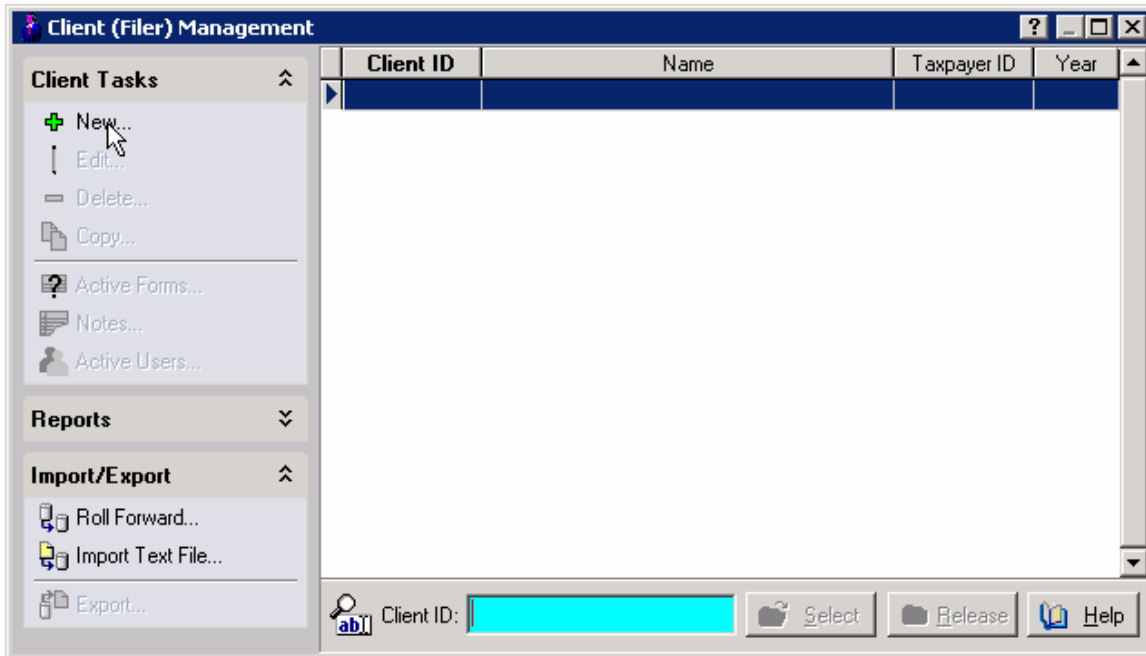 Client (Filer) Management
?
Client Tasks
New...
Edit...
Delete...
Copy...
Active Forms...
Notes...
Active Users...
Reports
Import/Export
Roll Forward...
Import Text File...
Export...
Client ID Name Taxpayer ID Year
ab Client ID: Select Release Help